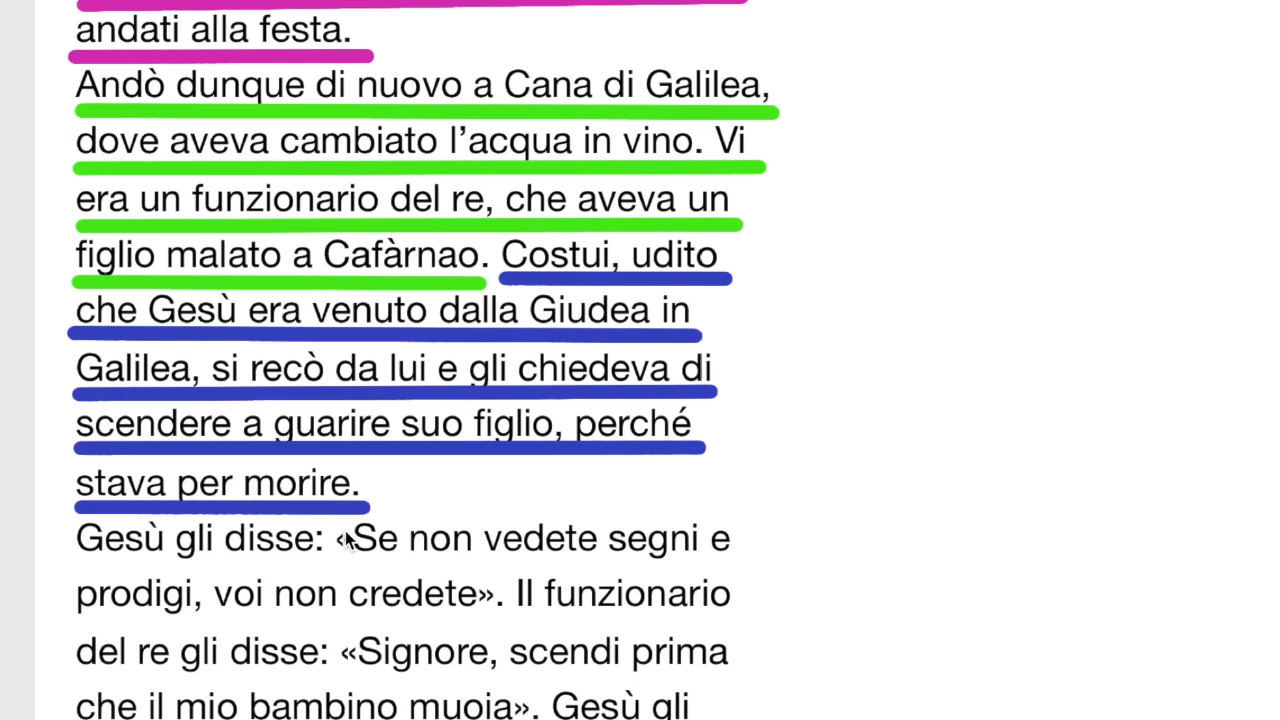 andati alla festa.
Andò dunque di nuovo a Cana di Galilea,
dove aveva cambiato l’acqua in vino. Vi
era un funzionario del re, che aveva un
figlio malato a Cafàrnao. Costui, udito
che Gesù era venuto dalla Giudea in
Galilea, si recò da lui e gli chiedeva di
scendere a guarire suo figlio, perché
stava per morire.
Gesù gli disse: «Se non vedete segni e
prodigi, voi non credete». Il funzionario
del re gli disse: «Signore, scendi prima
che il mio bambino muoia». Gesù gli